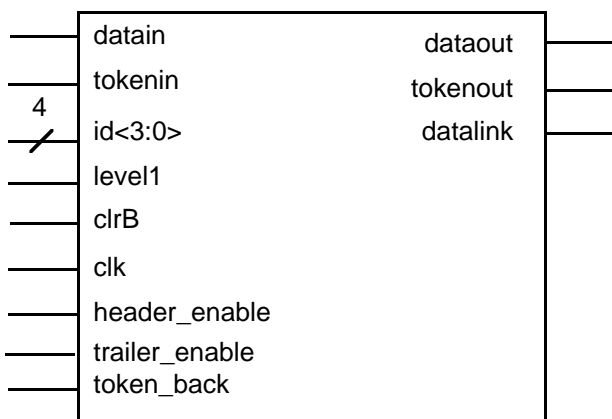 datain
dataout
tokenin
tokenout
4
id<3:0>
datalink
level1
clrB
clk
header_enable
trailer_enable
token_back